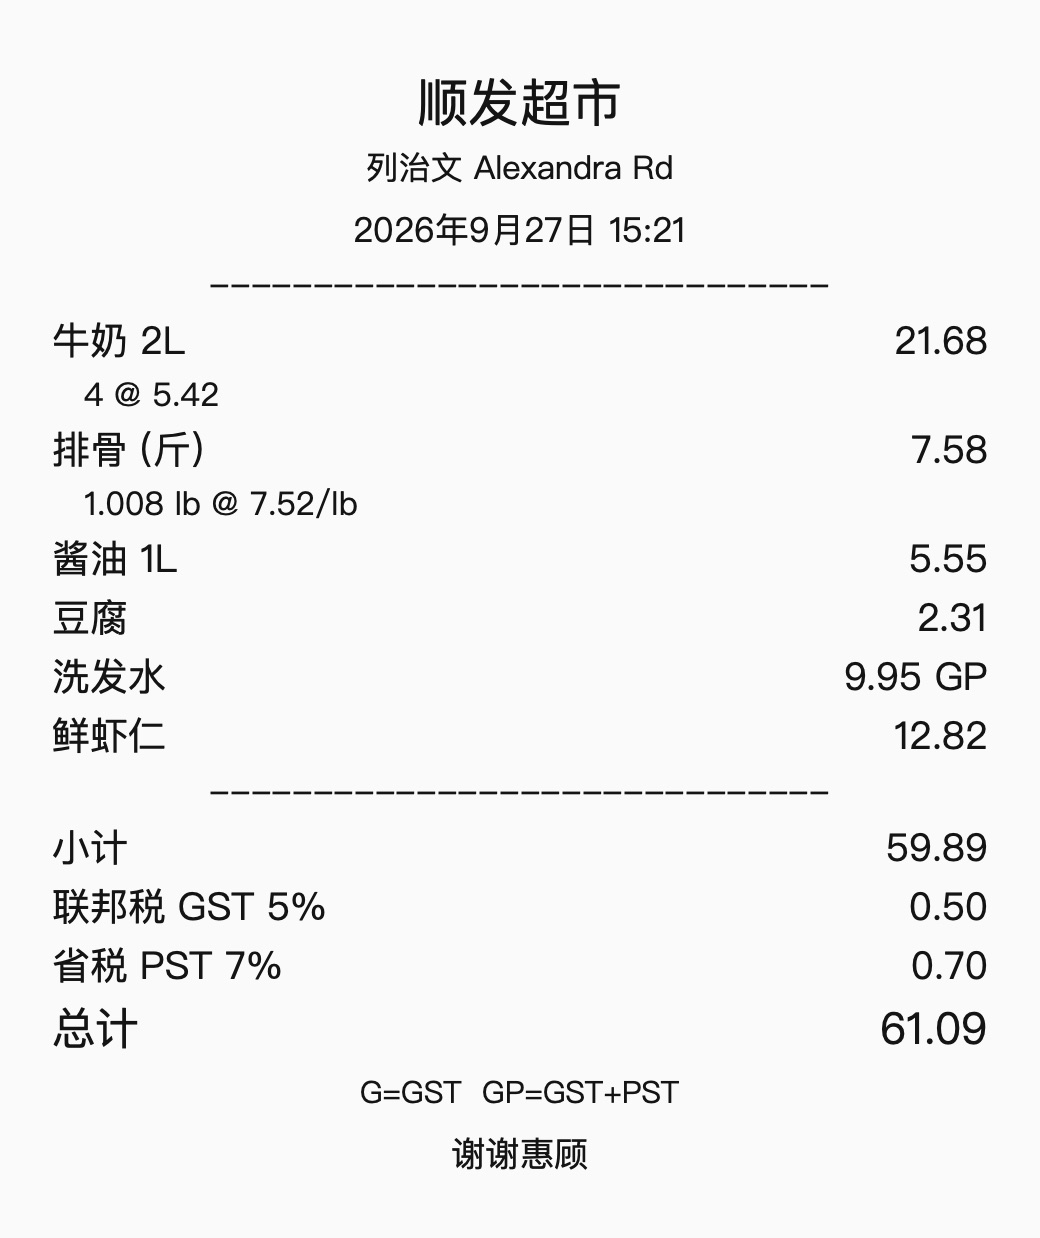 顺发超市
列治文 Alexandra Rd
2026年9月27日 15:21
------------------------------
牛奶 2L 21.68
4 @ 5.42
排骨 (斤) 7.58
1.008 lb @ 7.52/lb
酱油 1L 5.55
豆腐 2.31
洗发水 9.95 GP
鲜虾仁 12.82
------------------------------
小计 59.89
联邦税 GST 5% 0.50
省税 PST 7% 0.70
总计 61.09
G=GST GP=GST+PST
谢谢惠顾